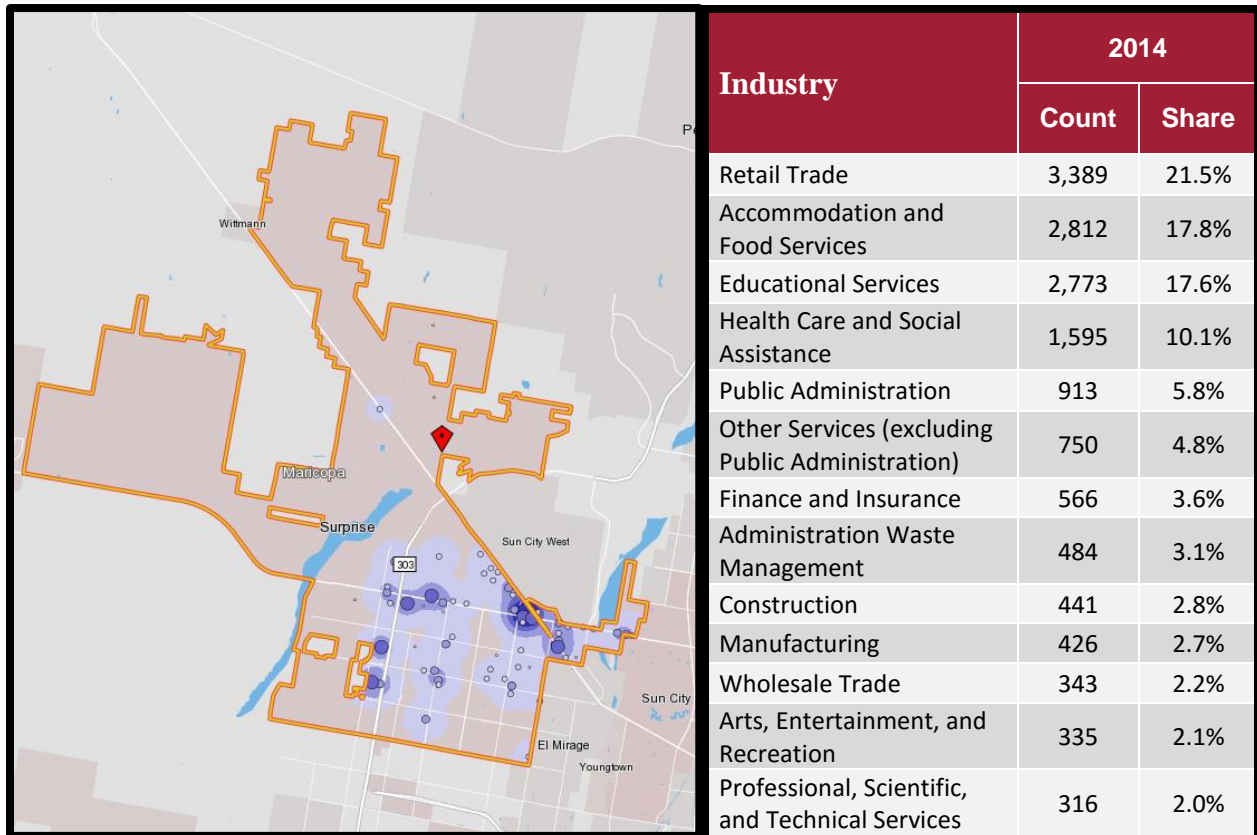 Wittmann
Maricopa
Surprise
Sun City West
303
Sun City
El Mirage
Youngtown
Industry
2014
Count Share
Retail Trade 3,389 21.5%
Accommodation and
Food Services 2,812 17.8%
Educational Services 2,773 17.6%
Health Care and Social
Assistance 1,595 10.1%
Public Administration 913 5.8%
Other Services (excluding
Public Administration) 750 4.8%
Finance and Insurance 566 3.6%
Administration Waste
Management 484 3.1%
Construction 441 2.8%
Manufacturing 426 2.7%
Wholesale Trade 343 2.2%
Arts, Entertainment, and
Recreation 335 2.1%
Professional, Scientific,
and Technical Services 316 2.0%